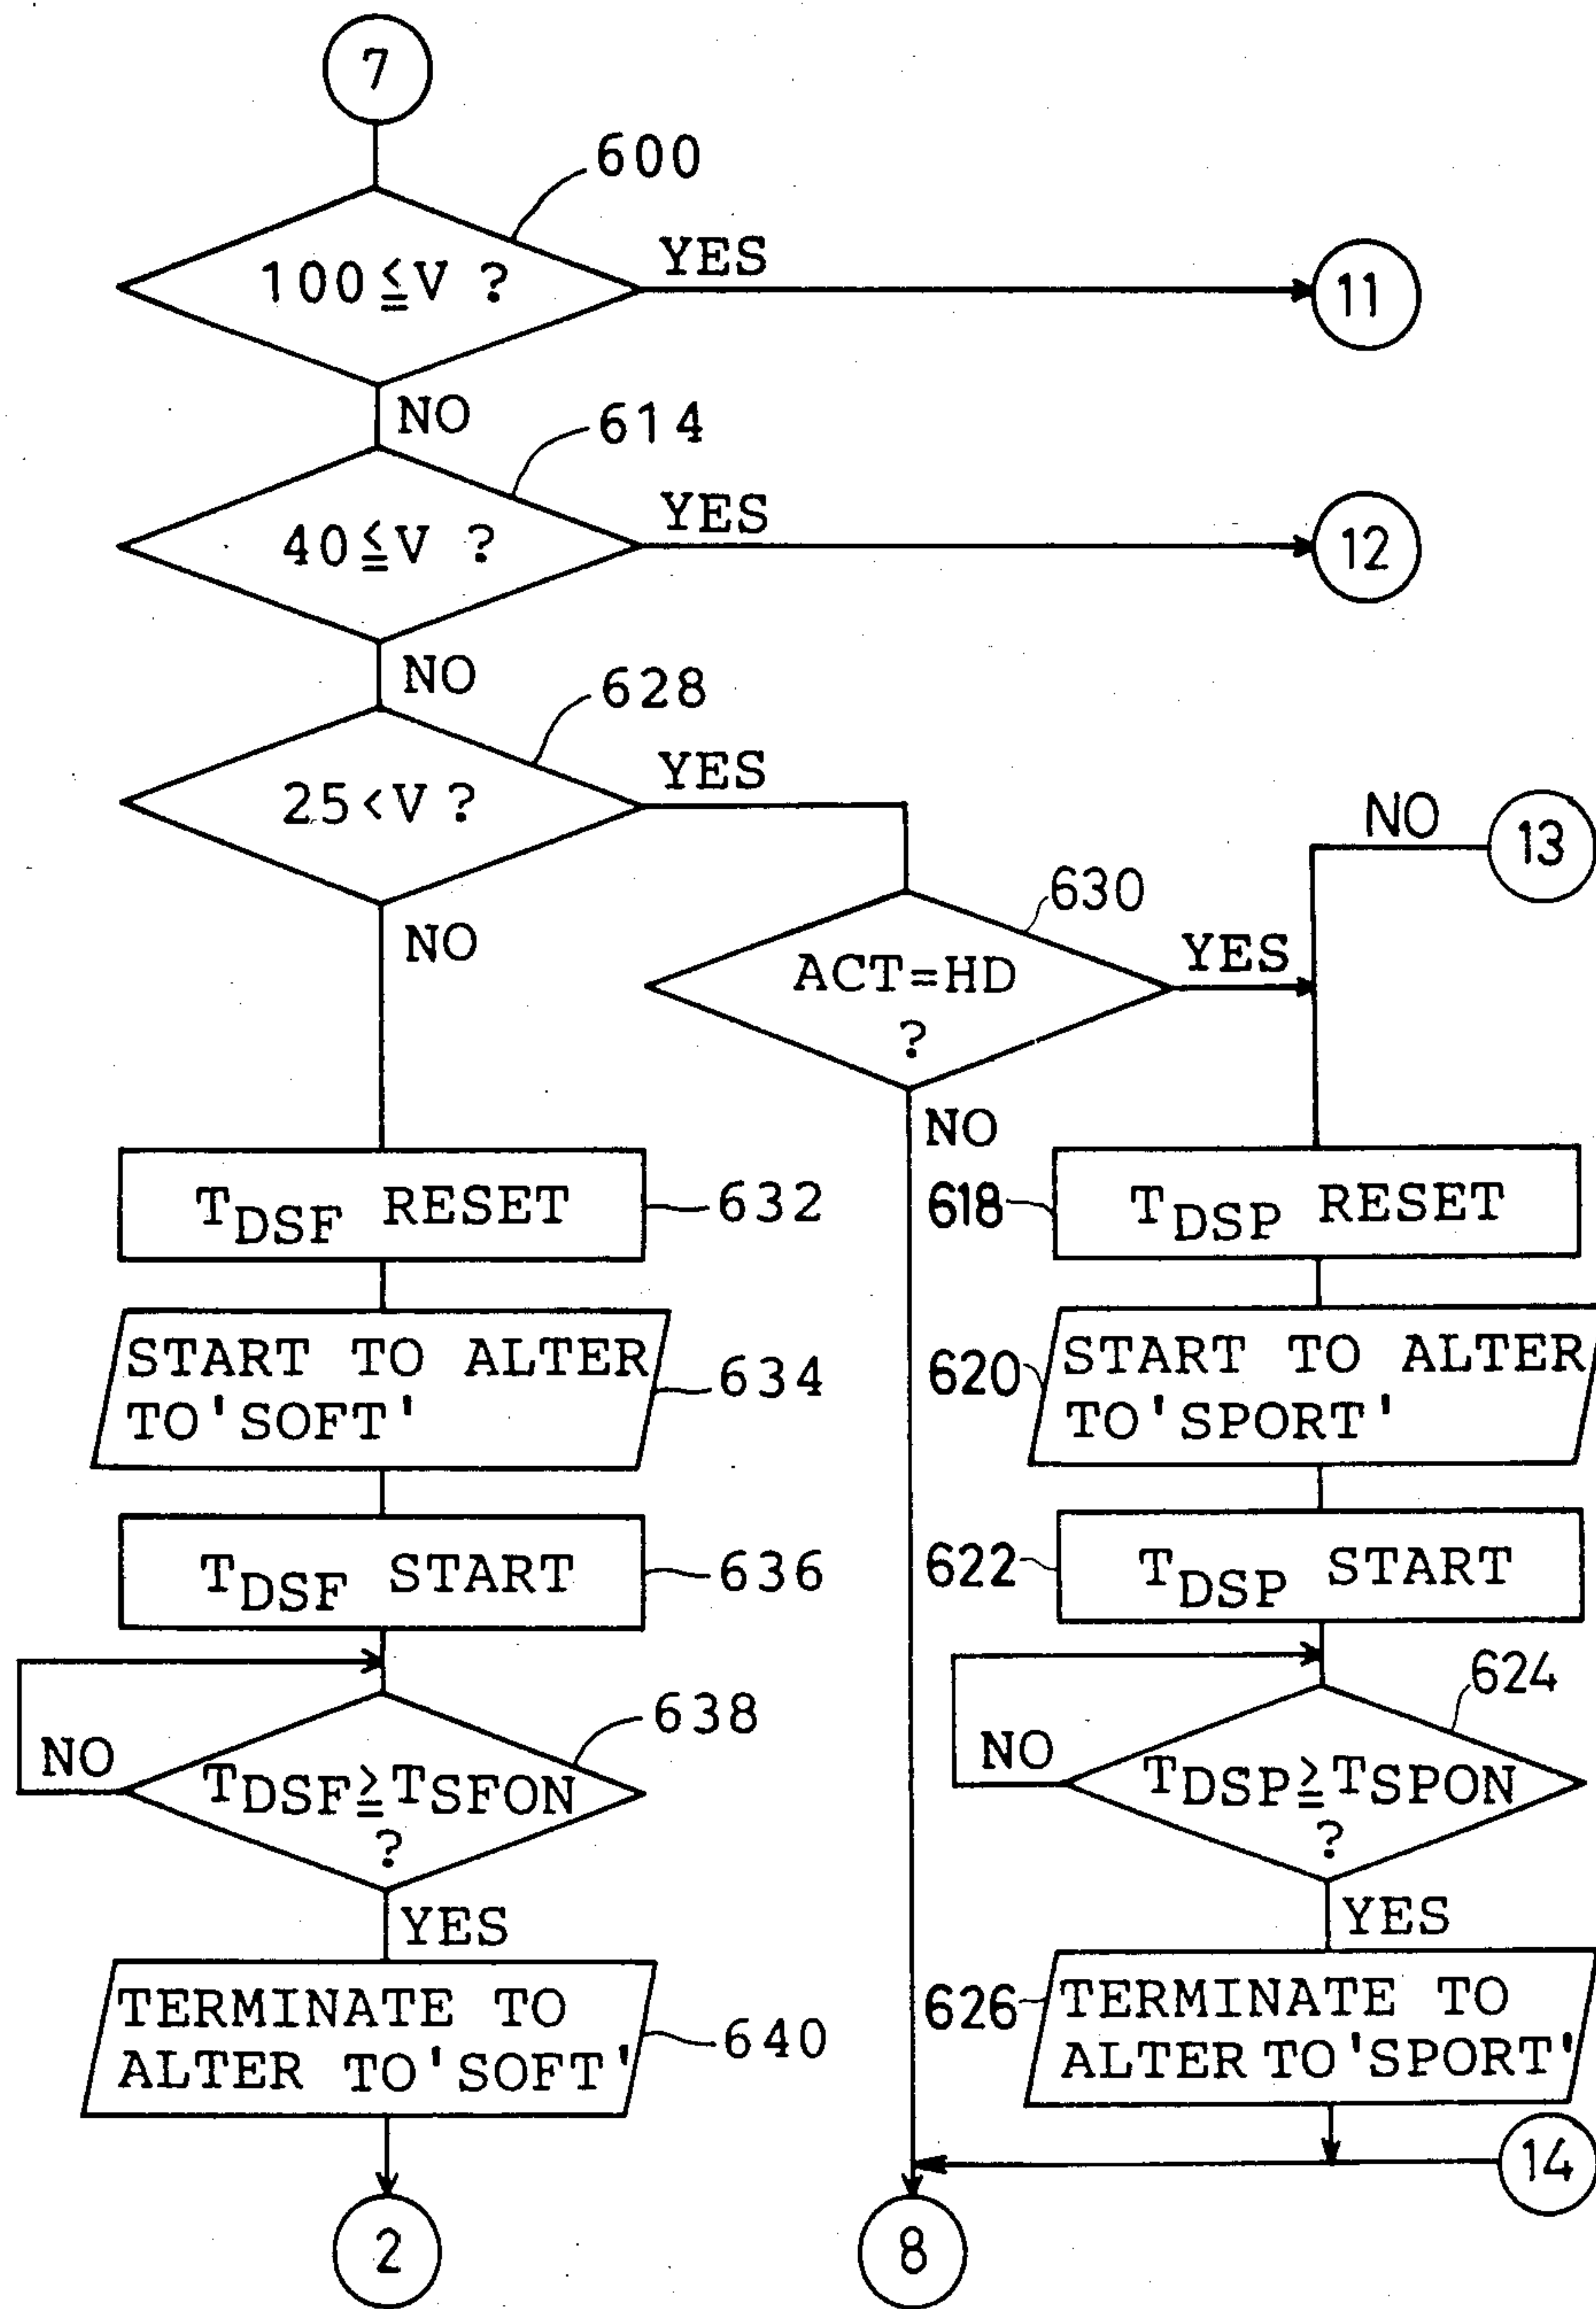 7
600
100≦V ?
YES
11
NO
614
40≦V ?
YES
12
NO
628
25<V ?
YES
NO
13
630
ACT=HD
?
YES
NO
NO
TDSF RESET
632
618
TDSP RESET
START TO ALTER
TO'SOFT'
634
620
START TO ALTER
TO'SPORT'
TDSF START
636
622
TDSP START
638
NO
TDSF≧TSFON
?
624
NO
TDSP≧TSPON
?
YES
YES
TERMINATE TO
ALTER TO'SOFT'
640
626
TERMINATE TO
ALTER TO'SPORT'
14
2
8